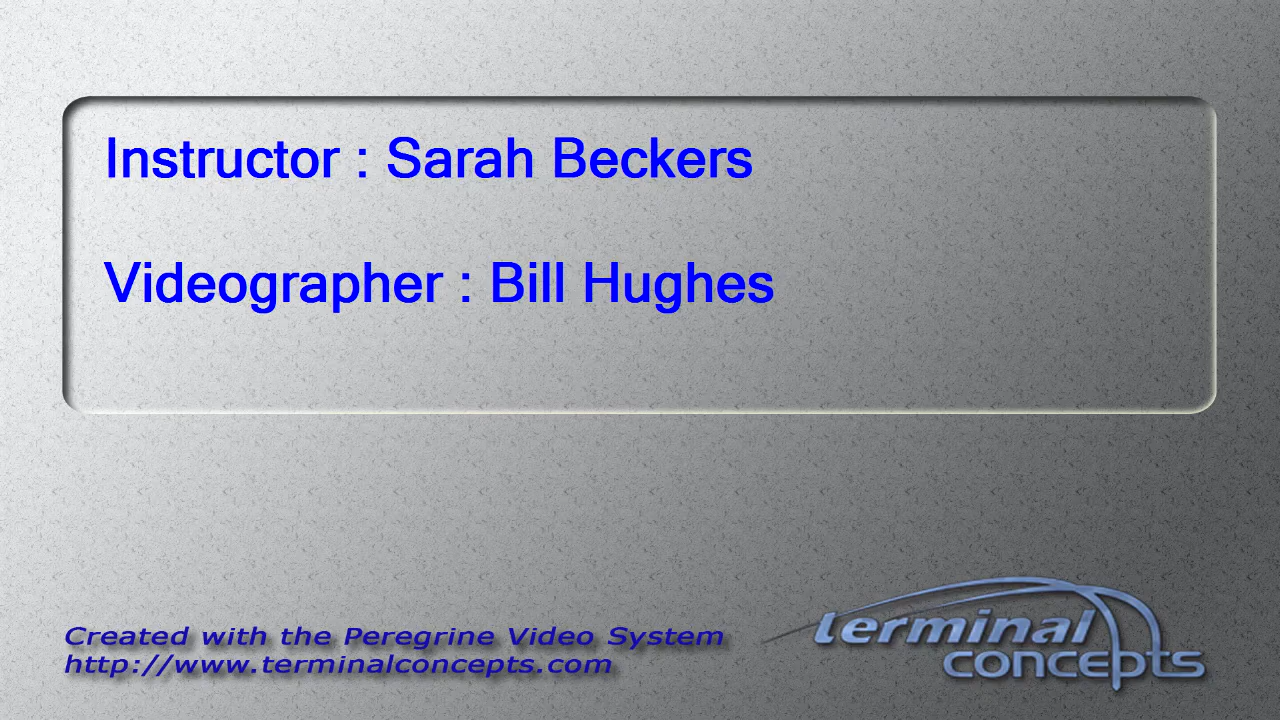 Instructor : Sarah Beckers
Videographer : Bill Hughes
Created with the Peregrine Video System
http://www.terminalconcepts.com
terminal
concepts